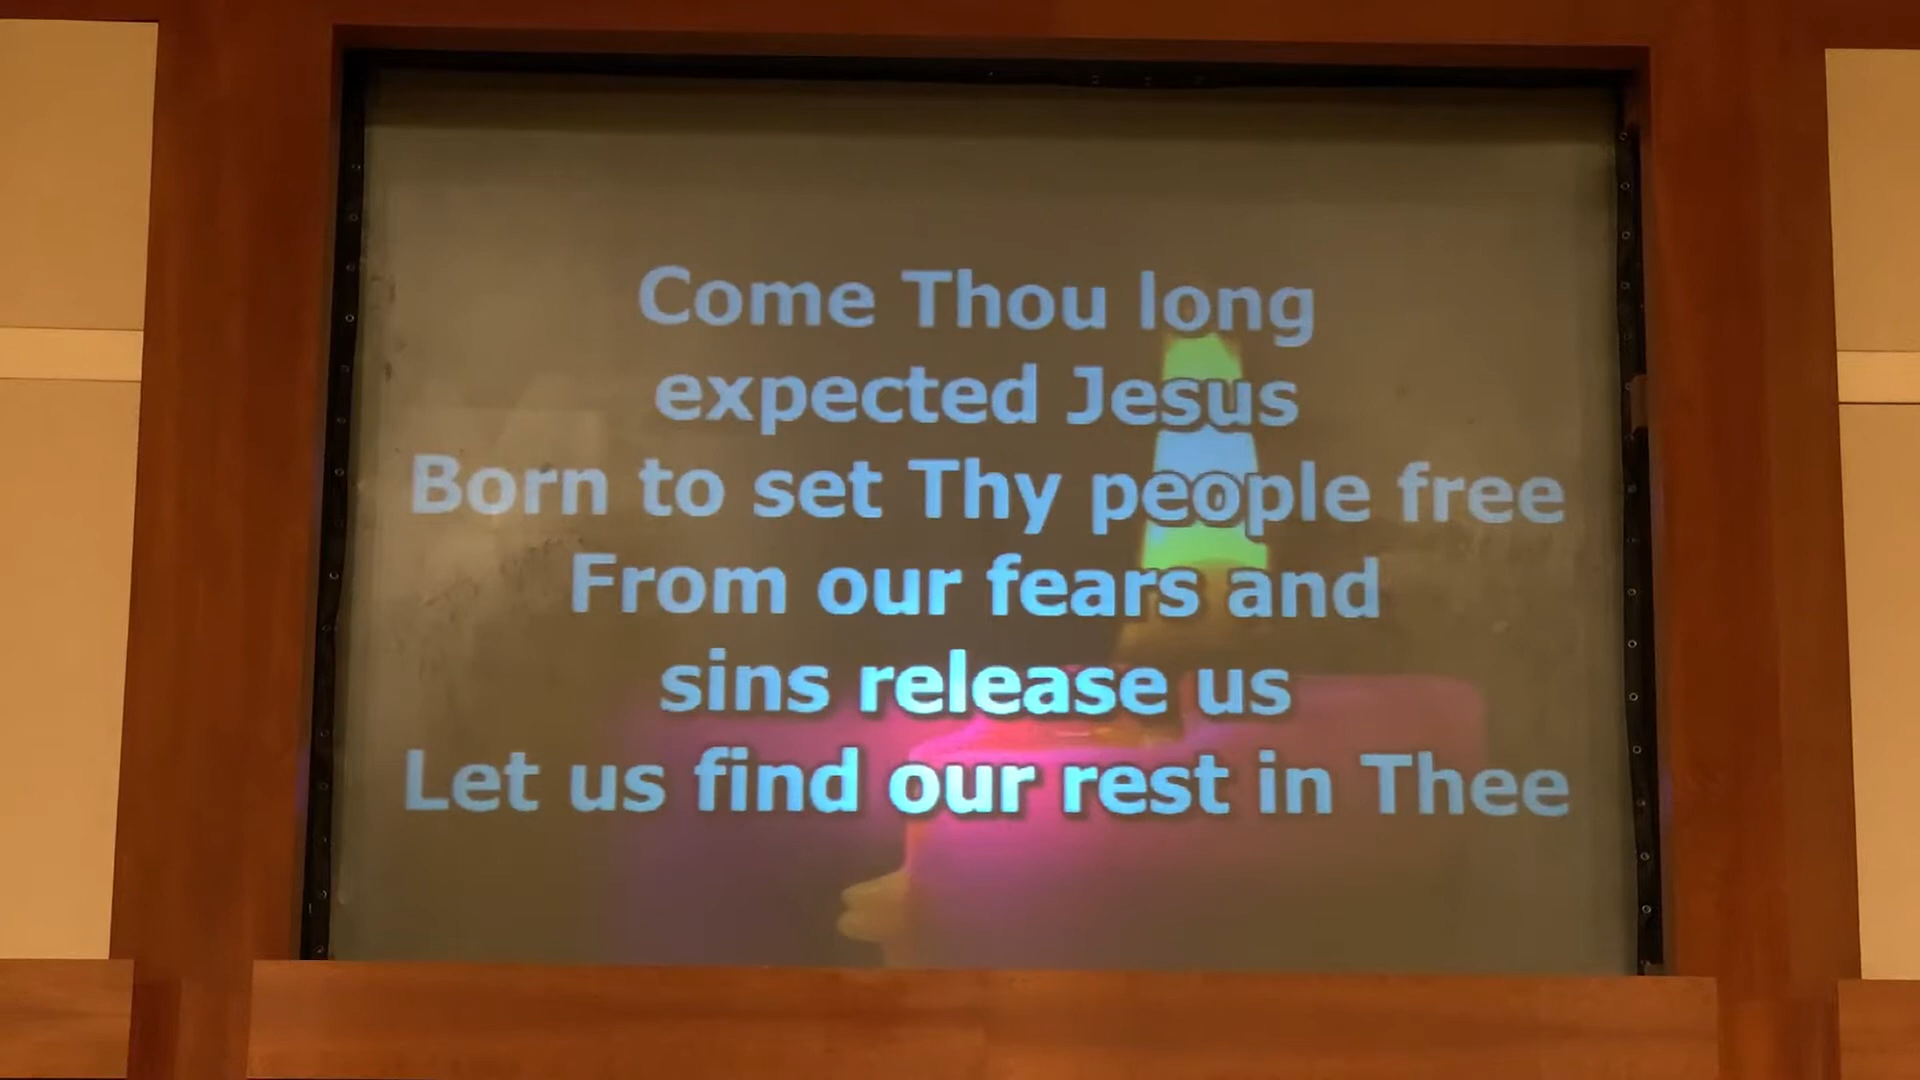 Come Thou long
expected Jesus
Born to set Thy people free
From our fears and
sins release us
Let us find our rest in Thee